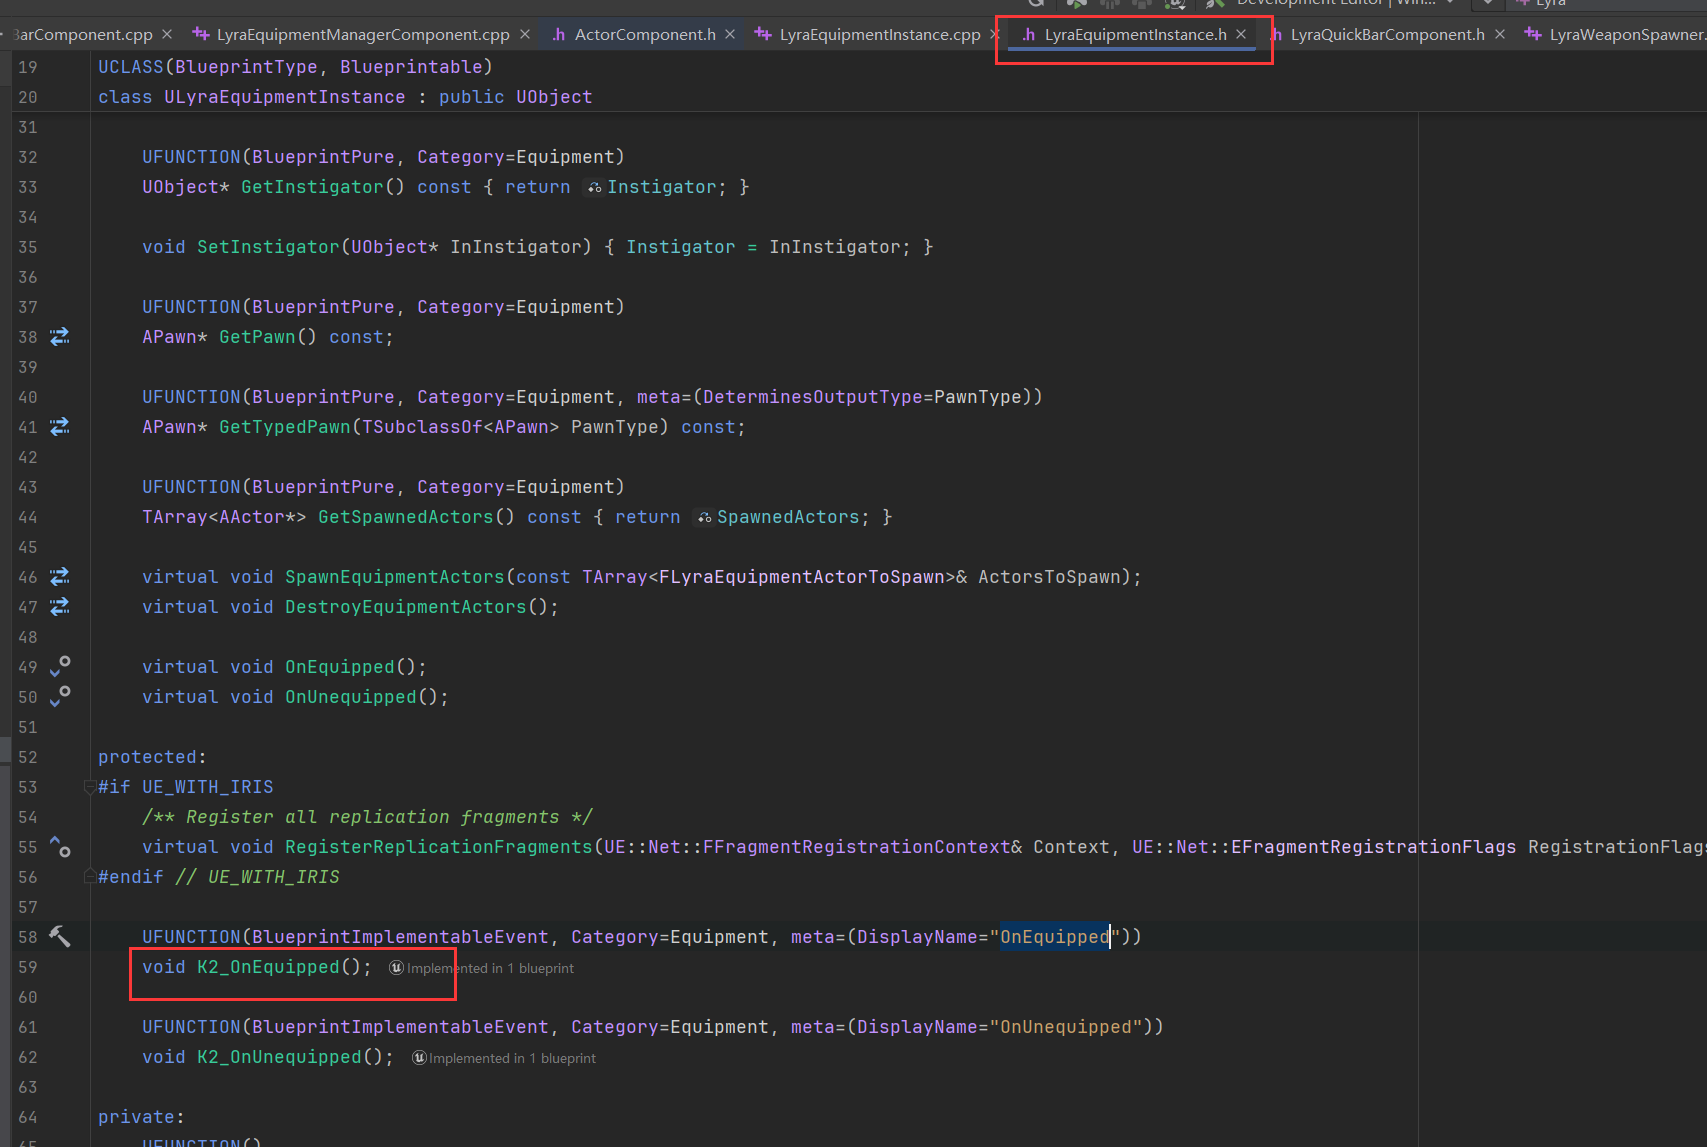 Development Editor | Win... Lyra
BarComponent.cpp LyraEquipmentManagerComponent.cpp .h ActorComponent.h LyraEquipmentInstance.cpp .h LyraEquipmentInstance.h LyraQuickBarComponent.h LyraWeaponSpawner.
19 UCLASS(BlueprintType, Blueprintable)
20 class ULyraEquipmentInstance : public UObject
31
32 UFUNCTION(BlueprintPure, Category=Equipment)
33 UObject* GetInstigator() const { return Instigator; }
34
35 void SetInstigator(UObject* InInstigator) { Instigator = InInstigator; }
36
37 UFUNCTION(BlueprintPure, Category=Equipment)
38 APawn* GetPawn() const;
39
40 UFUNCTION(BlueprintPure, Category=Equipment, meta=(DeterminesOutputType=PawnType))
41 APawn* GetTypedPawn(TSubclassOf<APawn> PawnType) const;
42
43 UFUNCTION(BlueprintPure, Category=Equipment)
44 TArray<AActor*> GetSpawnedActors() const { return SpawnedActors; }
45
46 virtual void SpawnEquipmentActors(const TArray<FLyraEquipmentActorToSpawn>& ActorsToSpawn);
47 virtual void DestroyEquipmentActors();
48
49 virtual void OnEquipped();
50 virtual void OnUnequipped();
51
52 protected:
53 #if UE_WITH_IRIS
54 /** Register all replication fragments */
55 virtual void RegisterReplicationFragments(UE::Net::FFragmentRegistrationContext& Context, UE::Net::EFragmentRegistrationFlags RegistrationFlags
56 #endif // UE_WITH_IRIS
57
58 UFUNCTION(BlueprintImplementableEvent, Category=Equipment, meta=(DisplayName="OnEquipped"))
59 void K2_OnEquipped(); Implemented in 1 blueprint
60
61 UFUNCTION(BlueprintImplementableEvent, Category=Equipment, meta=(DisplayName="OnUnequipped"))
62 void K2_OnUnequipped(); Implemented in 1 blueprint
63
64 private:
65 UFUNCTION()